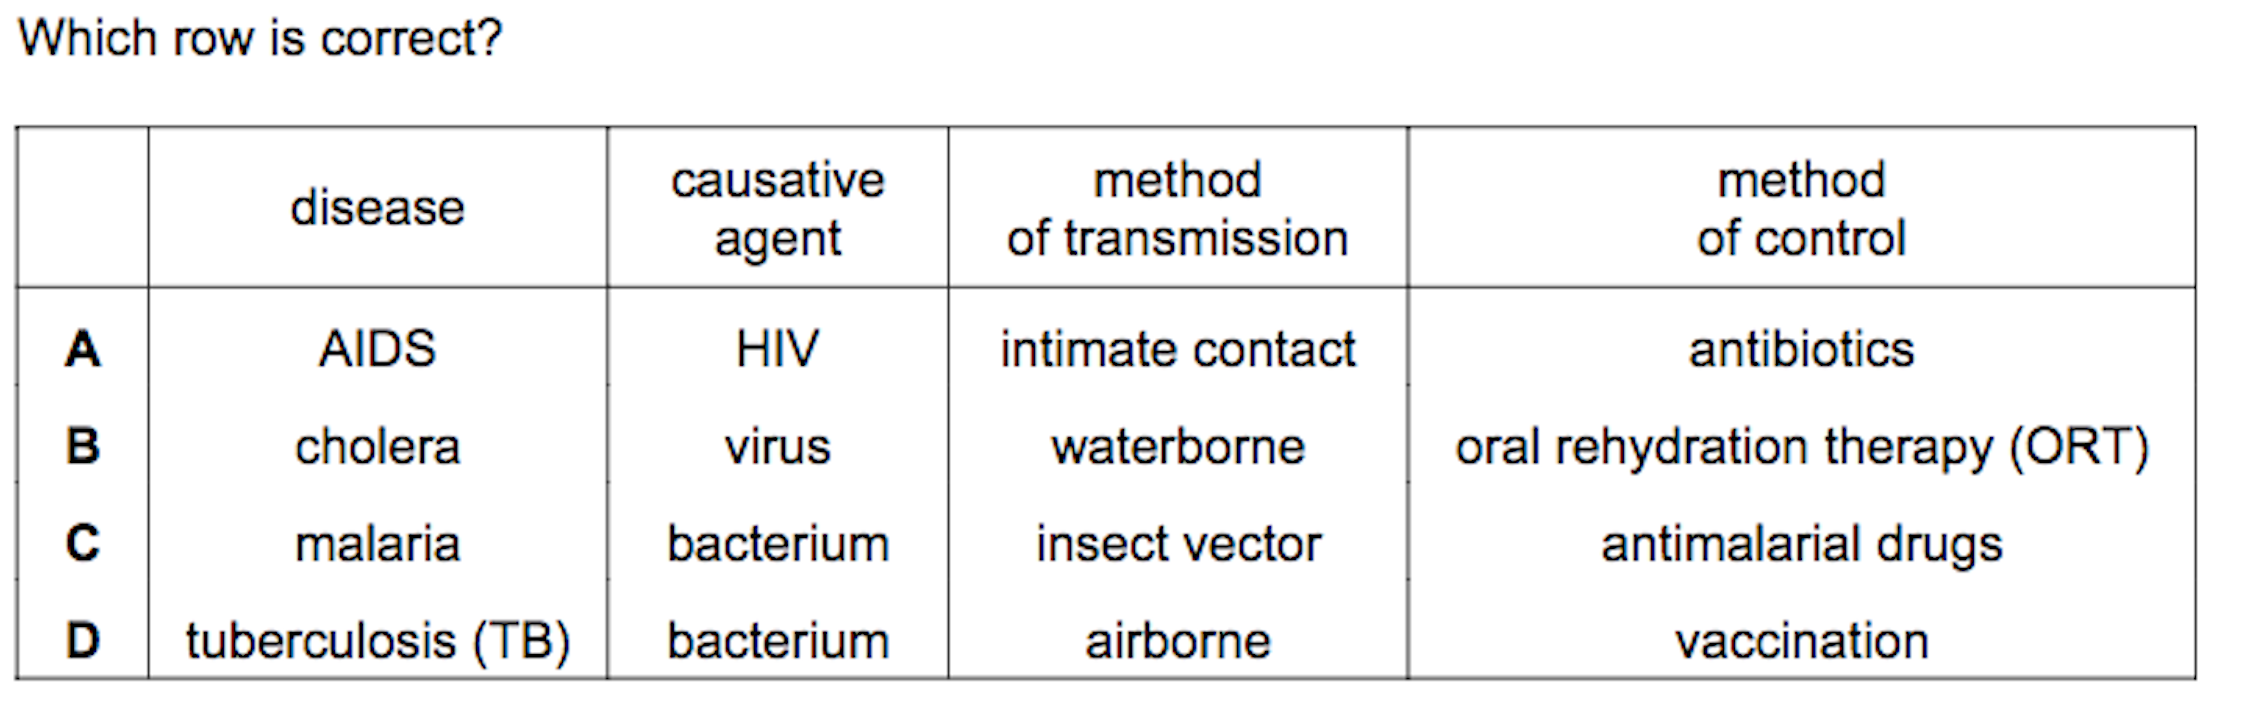 Which row is correct?
disease causative agent method of transmission method of control
A AIDS HIV intimate contact antibiotics
B cholera virus waterborne oral rehydration therapy (ORT)
C malaria bacterium insect vector antimalarial drugs
D tuberculosis (TB) bacterium airborne vaccination